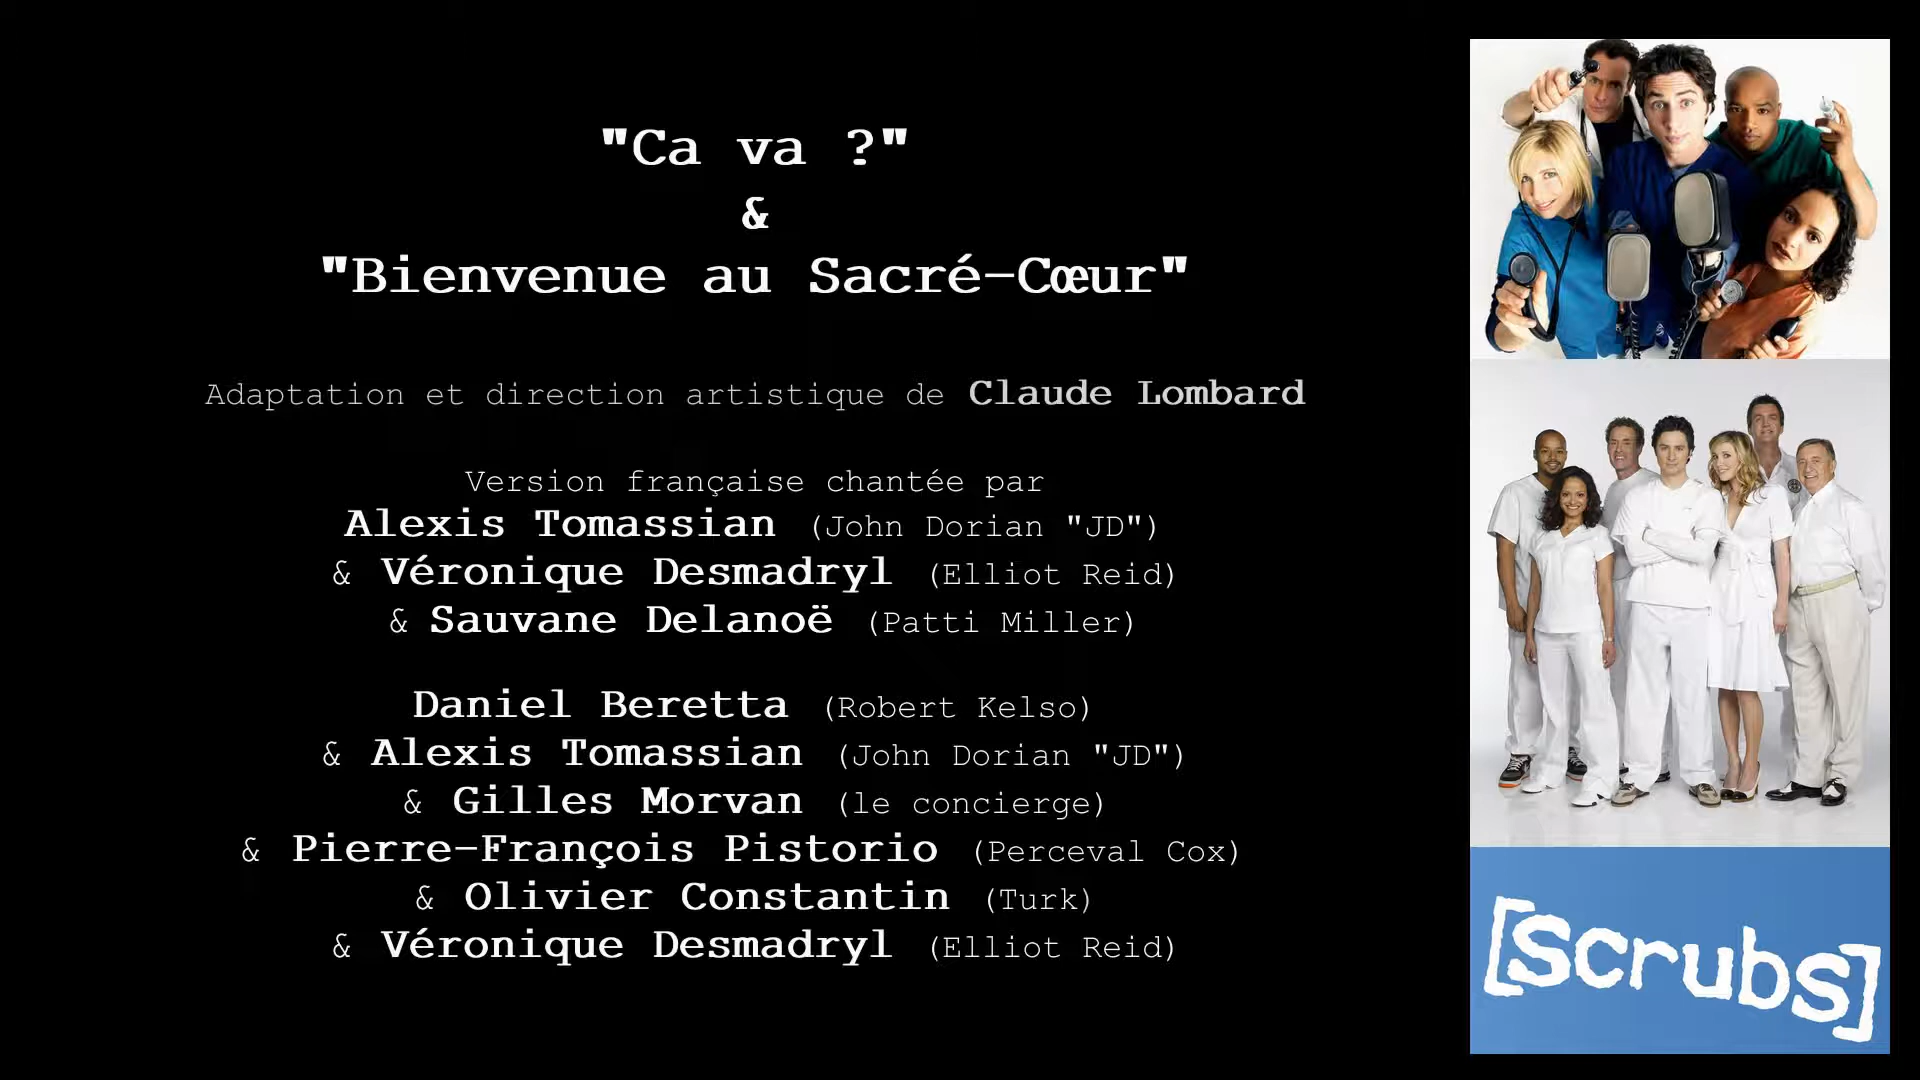 "Ca va ?"
&
"Bienvenue au Sacré-Cœur"
Adaptation et direction artistique de Claude Lombard
Version française chantée par
Alexis Tomassian (John Dorian "JD")
& Véronique Desmadryl (Elliot Reid)
& Sauvane Delanoë (Patti Miller)
Daniel Beretta (Robert Kelso)
& Alexis Tomassian (John Dorian "JD")
& Gilles Morvan (le concierge)
& Pierre-François Pistorio (Perceval Cox)
& Olivier Constantin (Turk)
& Véronique Desmadryl (Elliot Reid)
[scrubs]